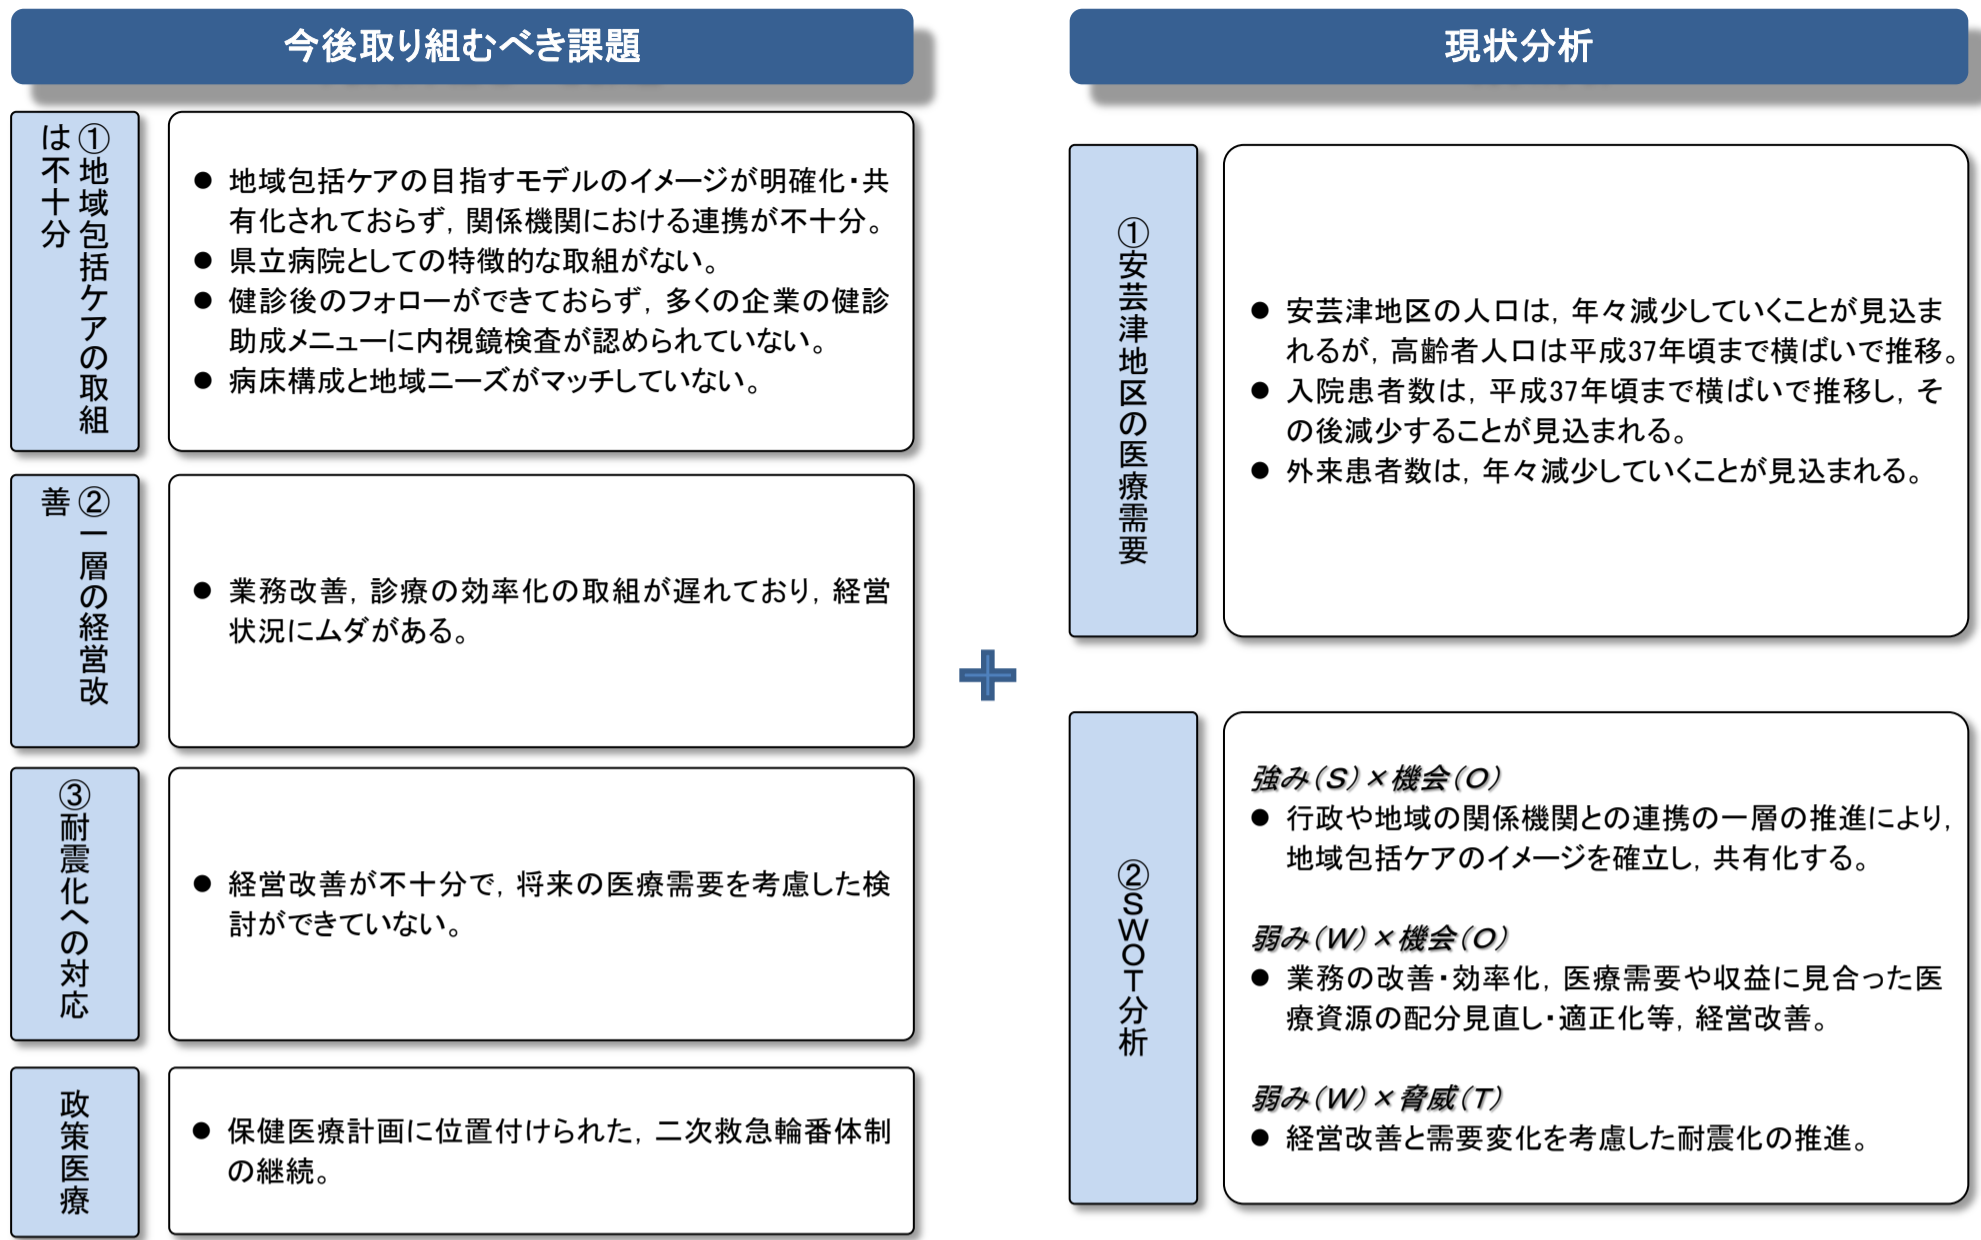 今後取り組むべき課題
①地域包括ケアの取組
は不十分
● 地域包括ケアの目指すモデルのイメージが明確化・共
有化されておらず，関係機関における連携が不十分。
● 県立病院としての特徴的な取組がない。
● 健診後のフォローができておらず，多くの企業の健診
助成メニューに内視鏡検査が認められていない。
● 病床構成と地域ニーズがマッチしていない。
②一層の経営改
善
● 業務改善，診療の効率化の取組が遅れており，経営
状況にムダがある。
③耐震化への対応
● 経営改善が不十分で，将来の医療需要を考慮した検
討ができていない。
政策医療
● 保健医療計画に位置付けられた，二次救急輪番体制
の継続。
現状分析
①安芸津地区の医療需要
● 安芸津地区の人口は，年々減少していくことが見込ま
れるが，高齢者人口は平成37年頃まで横ばいで推移。
● 入院患者数は，平成37年頃まで横ばいで推移し，そ
の後減少することが見込まれる。
● 外来患者数は，年々減少していくことが見込まれる。
②SWOT分析
強み（S）×機会（O）
● 行政や地域の関係機関との連携の一層の推進により，
地域包括ケアのイメージを確立し，共有化する。
弱み（W）×機会（O）
● 業務の改善・効率化，医療需要や収益に見合った医
療資源の配分見直し・適正化等，経営改善。
弱み（W）×脅威（T）
● 経営改善と需要変化を考慮した耐震化の推進。